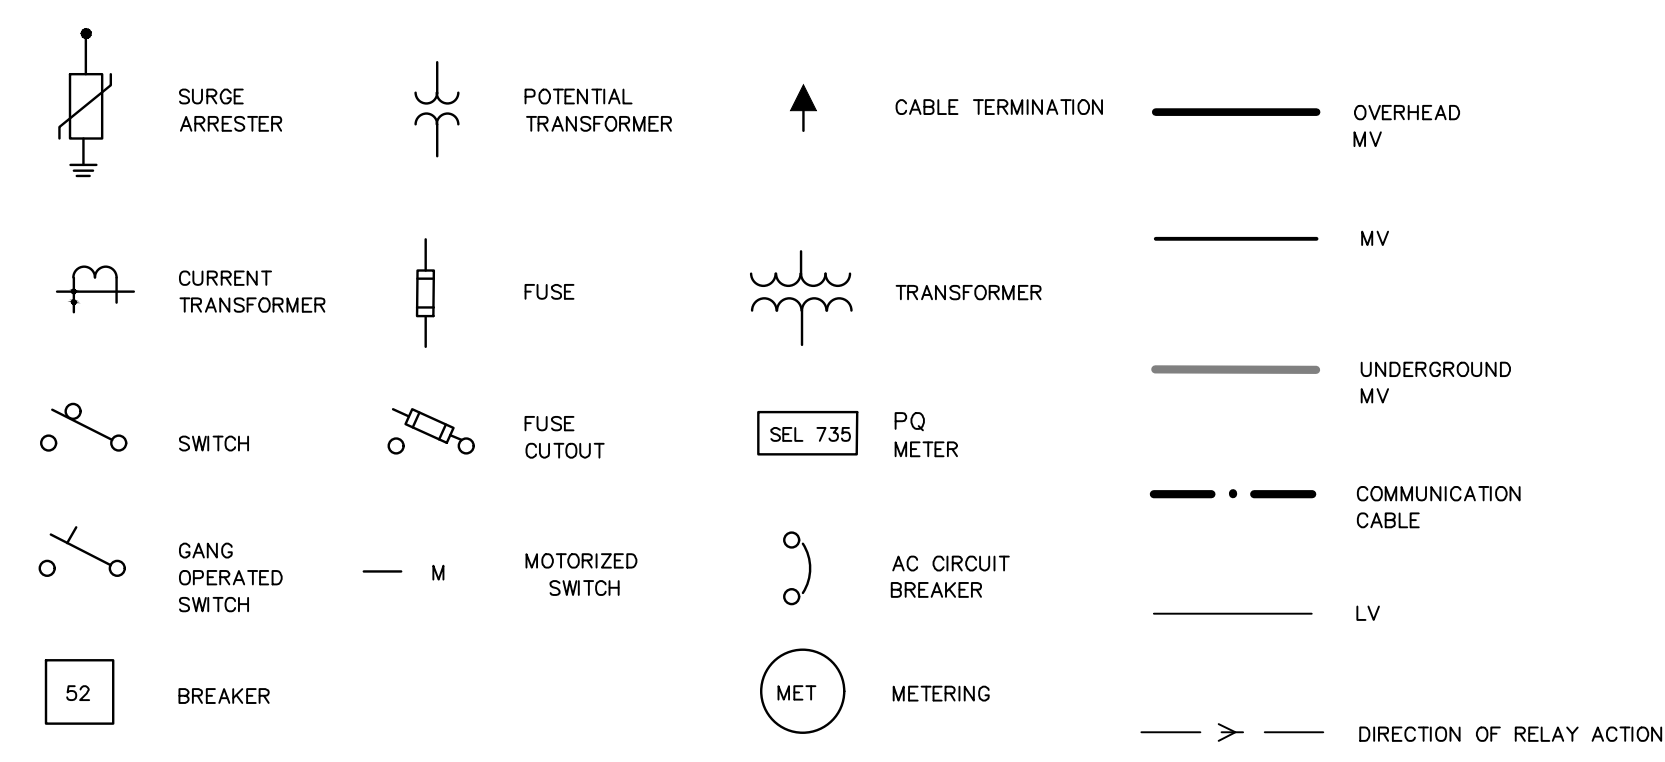 SURGE
ARRESTER
POTENTIAL
TRANSFORMER
CABLE TERMINATION
OVERHEAD
MV
CURRENT
TRANSFORMER
FUSE
TRANSFORMER
MV
SWITCH
FUSE
CUTOUT
SEL 735
PQ
METER
UNDERGROUND
MV
GANG
OPERATED
SWITCH
M
MOTORIZED
SWITCH
AC CIRCUIT
BREAKER
COMMUNICATION
CABLE
LV
52
BREAKER
MET
METERING
DIRECTION OF RELAY ACTION